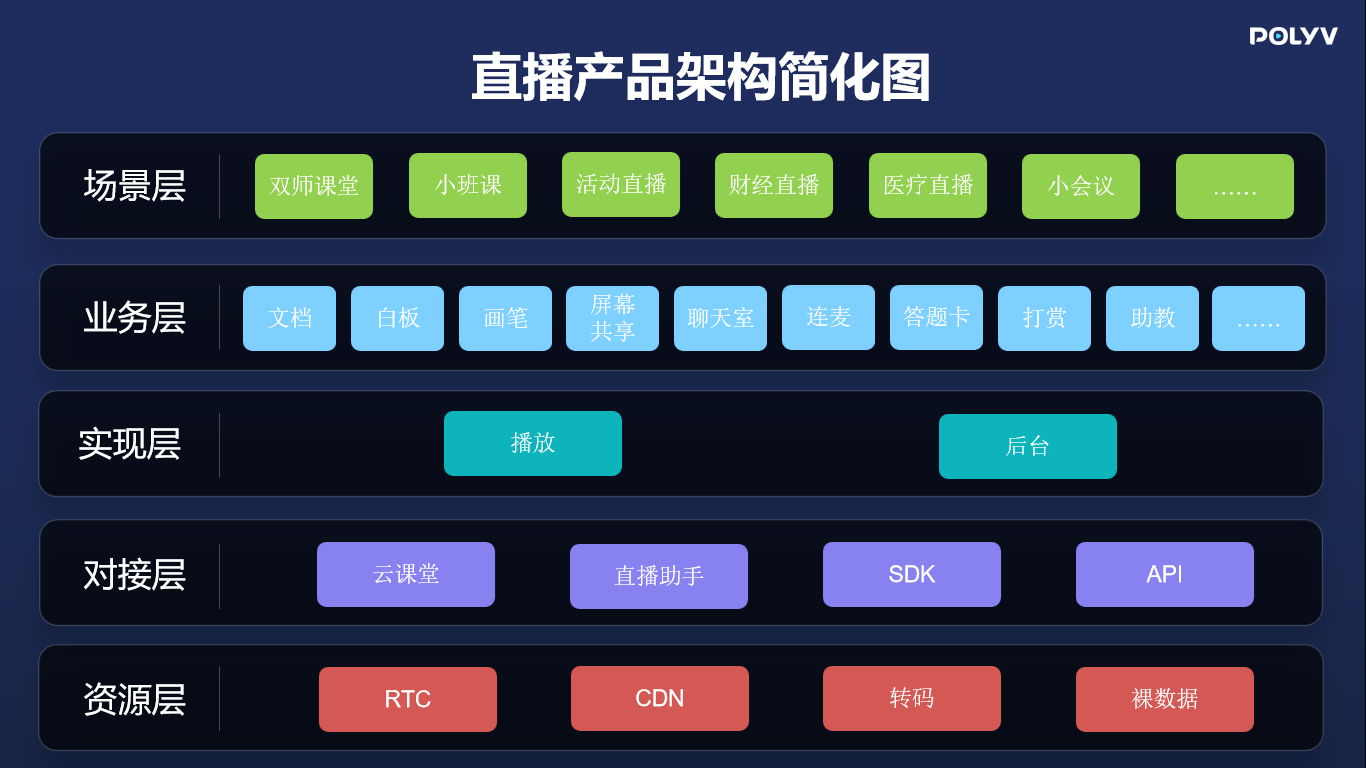 POLYV
直播产品架构简化图
场景层
双师课堂
小班课
活动直播
财经直播
医疗直播
小会议
……
业务层
文档
白板
画笔
屏幕
共享
聊天室
连麦
答题卡
打赏
助教
……
实现层
播放
后台
对接层
云课堂
直播助手
SDK
API
资源层
RTC
CDN
转码
裸数据